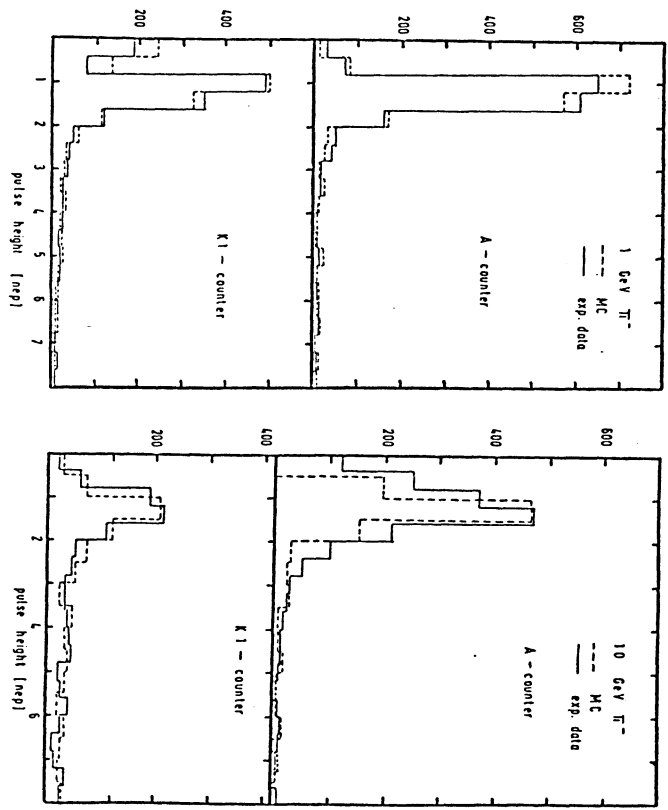 1 GeV π⁻
--- MC
— exp. data
A - counter
600
400
200
K1 - counter
400
200
1 2 3 4 5 6 7
pulse height [nep]
10 GeV π⁻
--- MC
— exp. data
A - counter
600
400
200
K1 - counter
400
200
2 4 6
pulse height [nep]